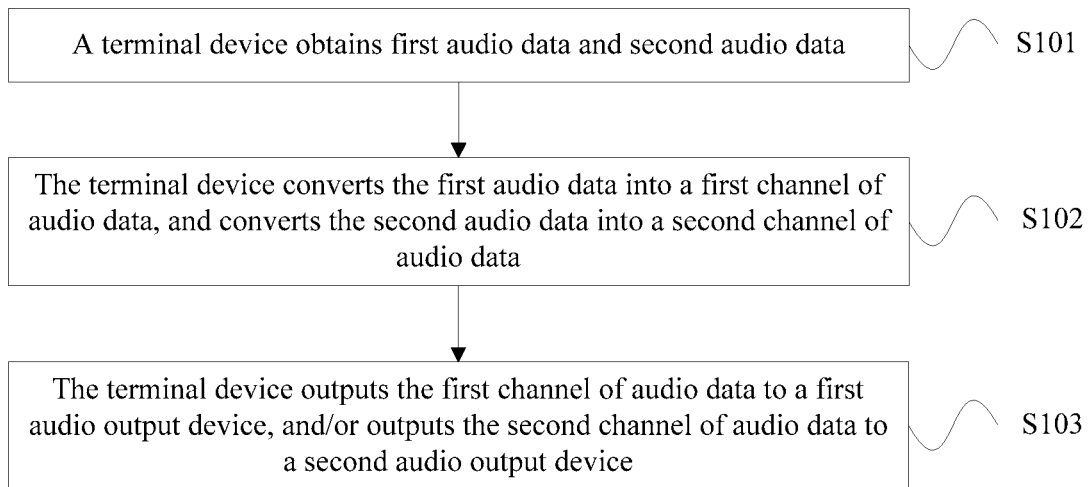 A terminal device obtains first audio data and second audio data
S101
The terminal device converts the first audio data into a first channel of
audio data, and converts the second audio data into a second channel of
audio data
S102
The terminal device outputs the first channel of audio data to a first
audio output device, and/or outputs the second channel of audio data to
a second audio output device
S103